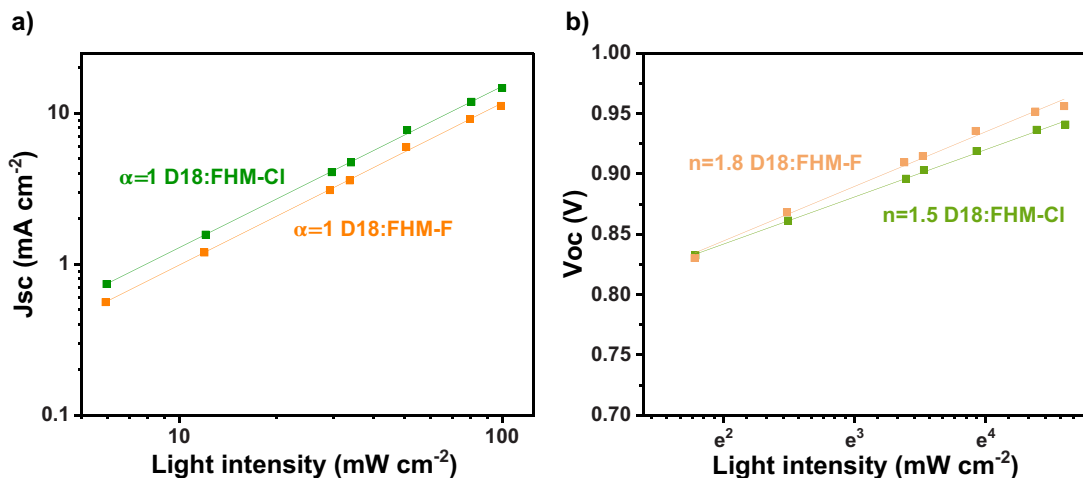 a)
Jsc (mA cm-2)
10
1
0.1
α=1 D18:FHM-Cl
α=1 D18:FHM-F
10
100
Light intensity (mW cm-2)
b)
Voc (V)
1.00
0.95
0.90
0.85
0.80
0.75
0.70
n=1.8 D18:FHM-F
n=1.5 D18:FHM-Cl
e2
e3
e4
Light intensity (mW cm-2)